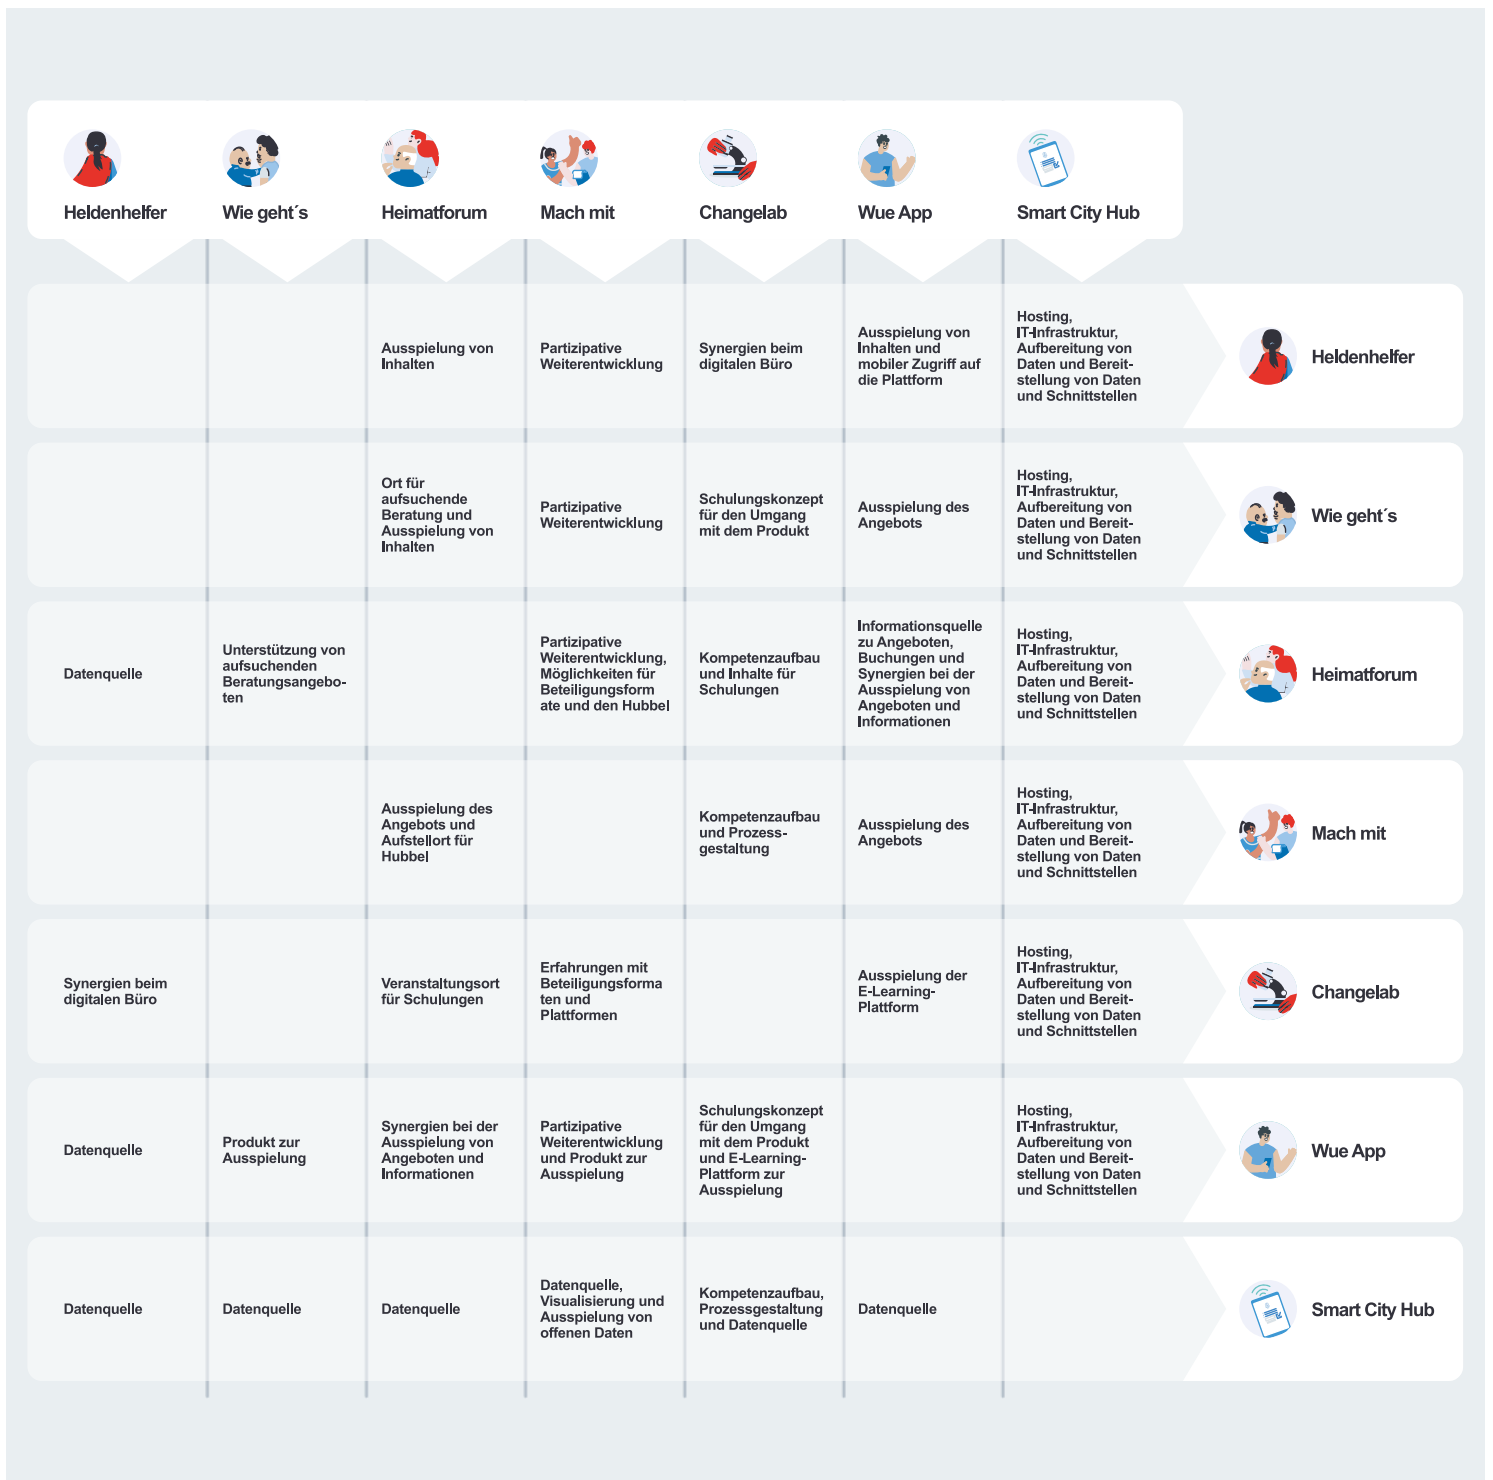 Heldenhelfer
Wie geht´s
Heimatforum
Mach mit
Changelab
Wue App
Smart City Hub
Ausspielung von
Inhalten
Partizipative
Weiterentwicklung
Synergien beim
digitalen Büro
Ausspielung von
Inhalten und
mobiler Zugriff auf
die Plattform
Hosting,
IT-Infrastruktur,
Aufbereitung von
Daten und Bereit-
stellung von Daten
und Schnittstellen
Heldenhelfer
Ort für
aufsuchende
Beratung und
Ausspielung von
Inhalten
Partizipative
Weiterentwicklung
Schulungskonzept
für den Umgang
mit dem Produkt
Ausspielung des
Angebots
Hosting,
IT-Infrastruktur,
Aufbereitung von
Daten und Bereit-
stellung von Daten
und Schnittstellen
Wie geht´s
Datenquelle
Unterstützung von
aufsuchenden
Beratungsangebo-
ten
Partizipative
Weiterentwicklung,
Möglichkeiten für
Beteiligungsform
ate und den Hubbel
Kompetenzaufbau
und Inhalte für
Schulungen
Informationsquelle
zu Angeboten,
Buchungen und
Synergien bei der
Ausspielung von
Angeboten und
Informationen
Hosting,
IT-Infrastruktur,
Aufbereitung von
Daten und Bereit-
stellung von Daten
und Schnittstellen
Heimatforum
Ausspielung des
Angebots und
Aufstellort für
Hubbel
Kompetenzaufbau
und Prozess-
gestaltung
Ausspielung des
Angebots
Hosting,
IT-Infrastruktur,
Aufbereitung von
Daten und Bereit-
stellung von Daten
und Schnittstellen
Mach mit
Synergien beim
digitalen Büro
Veranstaltungsort
für Schulungen
Erfahrungen mit
Beteiligungsforma
ten und
Plattformen
Ausspielung der
E-Learning-
Plattform
Hosting,
IT-Infrastruktur,
Aufbereitung von
Daten und Bereit-
stellung von Daten
und Schnittstellen
Changelab
Datenquelle
Produkt zur
Ausspielung
Synergien bei der
Ausspielung von
Angeboten und
Informationen
Partizipative
Weiterentwicklung
und Produkt zur
Ausspielung
Schulungskonzept
für den Umgang
mit dem Produkt
und E-Learning-
Plattform zur
Ausspielung
Hosting,
IT-Infrastruktur,
Aufbereitung von
Daten und Bereit-
stellung von Daten
und Schnittstellen
Wue App
Datenquelle
Datenquelle
Datenquelle
Datenquelle,
Visualisierung und
Ausspielung von
offenen Daten
Kompetenzaufbau,
Prozessgestaltung
und Datenquelle
Datenquelle
Smart City Hub